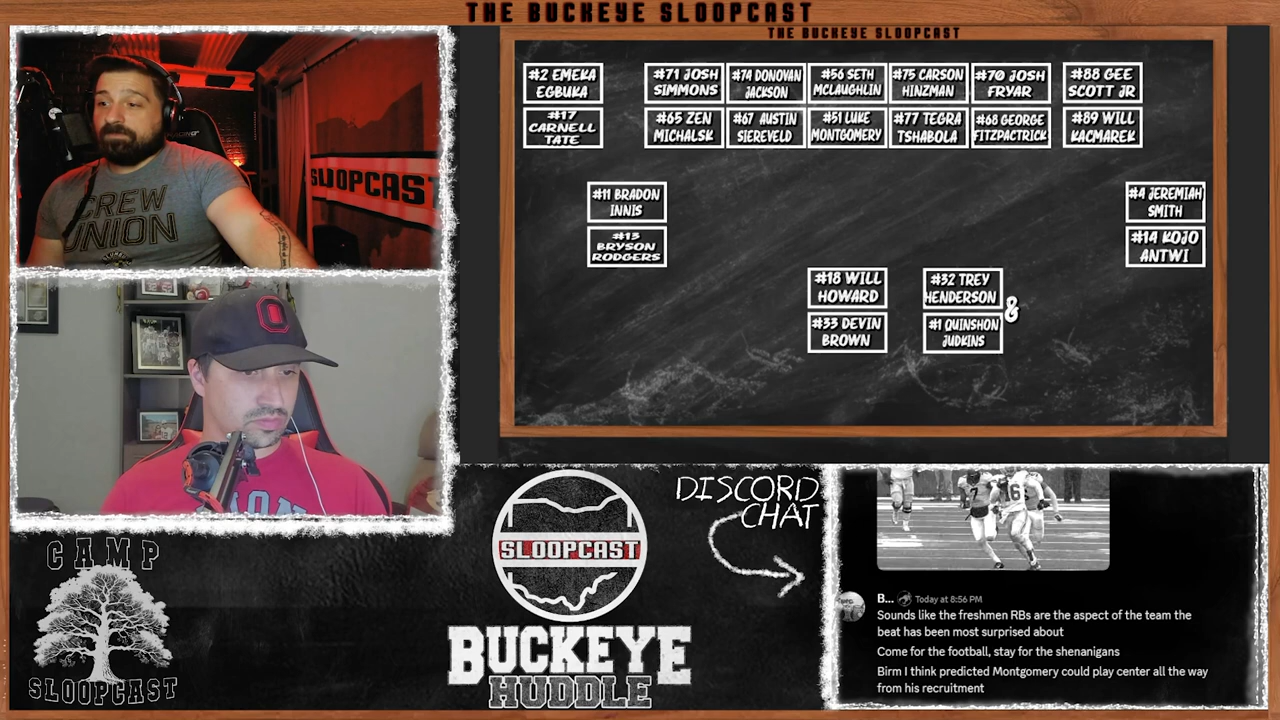 THE BUCKEYE SLOOPCAST
THE BUCKEYE SLOOPCAST
CREW
UNION
SLOOPCAST
O
#2 EMEKA
EGBUKA
#17
CARNELL
TATE
#71 JOSH
SIMMONS
#65 ZEN
MICHALSK
#74 DONOVAN
JACKSON
#67 AUSTIN
SIEREVELD
#56 SETH
MCLAUGHLIN
#51 LUKE
MONTGOMERY
#75 CARSON
HINZMAN
#77 TEGRA
TSHABOLA
#70 JOSH
FRYAR
#68 GEORGE
FITZPACTRICK
#88 GEE
SCOTT JR
#89 WILL
KACMAREK
#11 BRADON
INNIS
#13
BRYSON
RODGERS
#4 JEREMIAH
SMITH
#14 KOJO
ANTWI
#18 WILL
HOWARD
#33 DEVIN
BROWN
#32 TREY
HENDERSON
#1 QUINSHON
JUDKINS
&
CAMP
SLOOPCAST
SLOOPCAST
BUCKEYE
HUDDLE
DISCORD
CHAT
7
16
B... Today at 8:56 PM
Sounds like the freshmen RBs are the aspect of the team the
beat has been most surprised about
Come for the football, stay for the shenanigans
Birm I think predicted Montgomery could play center all the way
from his recruitment